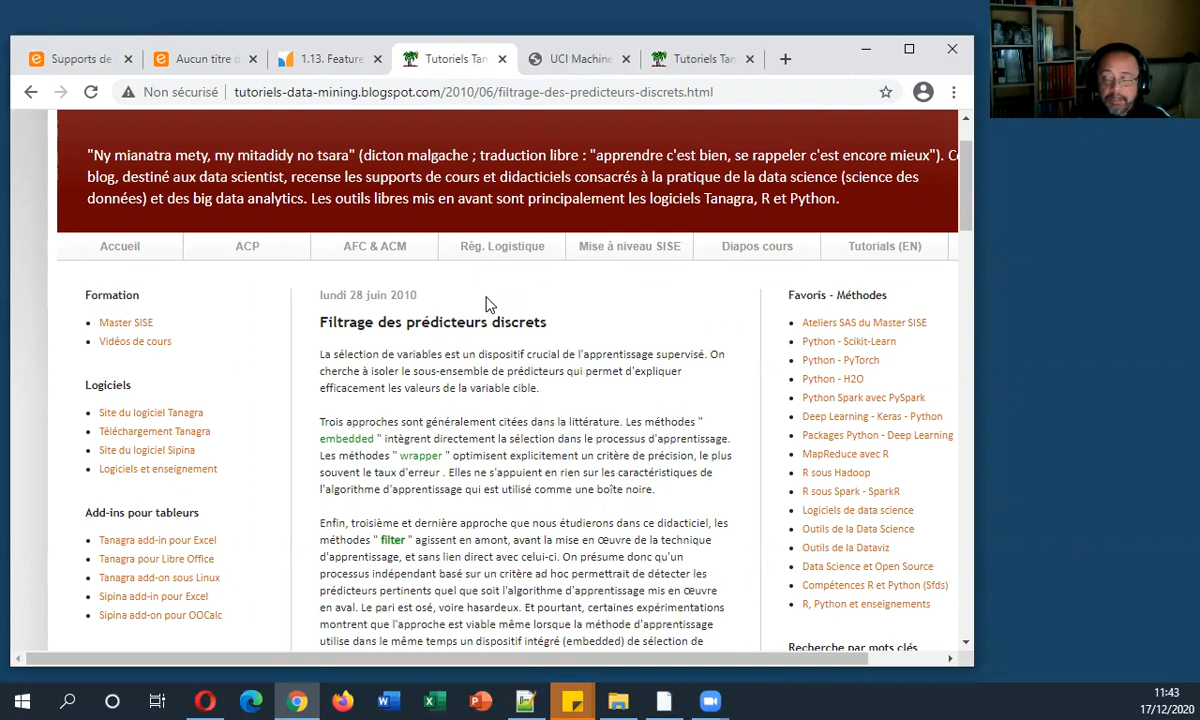 Supports de
Aucun titre d
1.13. Feature
Tutoriels Tan
UCI Machine
Tutoriels Tan
Non sécurisé
tutoriels-data-mining.blogspot.com/2010/06/filtrage-des-predicteurs-discrets.html
"Ny mianatra mety, my mitadidy no tsara" (dicton malgache ; traduction libre : "apprendre c'est bien, se rappeler c'est encore mieux"). C
blog, destiné aux data scientist, recense les supports de cours et didacticiels consacrés à la pratique de la data science (science des
données) et des big data analytics. Les outils libres mis en avant sont principalement les logiciels Tanagra, R et Python.
Accueil
ACP
AFC & ACM
Rég. Logistique
Mise à niveau SISE
Diapos cours
Tutorials (EN)
Formation
Master SISE
Vidéos de cours
Logiciels
Site du logiciel Tanagra
Téléchargement Tanagra
Site du logiciel Sipina
Logiciels et enseignement
Add-ins pour tableurs
Tanagra add-in pour Excel
Tanagra pour Libre Office
Tanagra add-on sous Linux
Sipina add-in pour Excel
Sipina add-on pour OOCalc
lundi 28 juin 2010
Filtrage des prédicteurs discrets
La sélection de variables est un dispositif crucial de l'apprentissage supervisé. On
cherche à isoler le sous-ensemble de prédicteurs qui permet d'expliquer
efficacement les valeurs de la variable cible.
Trois approches sont généralement citées dans la littérature. Les méthodes "
embedded " intègrent directement la sélection dans le processus d'apprentissage.
Les méthodes " wrapper " optimisent explicitement un critère de précision, le plus
souvent le taux d'erreur . Elles ne s'appuient en rien sur les caractéristiques de
l'algorithme d'apprentissage qui est utilisé comme une boîte noire.
Enfin, troisième et dernière approche que nous étudierons dans ce didacticiel, les
méthodes " filter " agissent en amont, avant la mise en œuvre de la technique
d'apprentissage, et sans lien direct avec celui-ci. On présume donc qu'un
processus indépendant basé sur un critère ad hoc permettrait de détecter les
prédicteurs pertinents quel que soit l'algorithme d'apprentissage mis en œuvre
en aval. Le pari est osé, voire hasardeux. Et pourtant, certaines expérimentations
montrent que l'approche est viable même lorsque la méthode d'apprentissage
utilise dans le même temps un dispositif intégré (embedded) de sélection de
Favoris - Méthodes
Ateliers SAS du Master SISE
Python - Scikit-Learn
Python - PyTorch
Python - H2O
Python Spark avec PySpark
Deep Learning - Keras - Python
Packages Python - Deep Learning
MapReduce avec R
R sous Hadoop
R sous Spark - SparkR
Logiciels de data science
Outils de la Data Science
Outils de la Dataviz
Data Science et Open Source
Compétences R et Python (Sfds)
R, Python et enseignements
Recherche par mots clés
11:43
17/12/2020